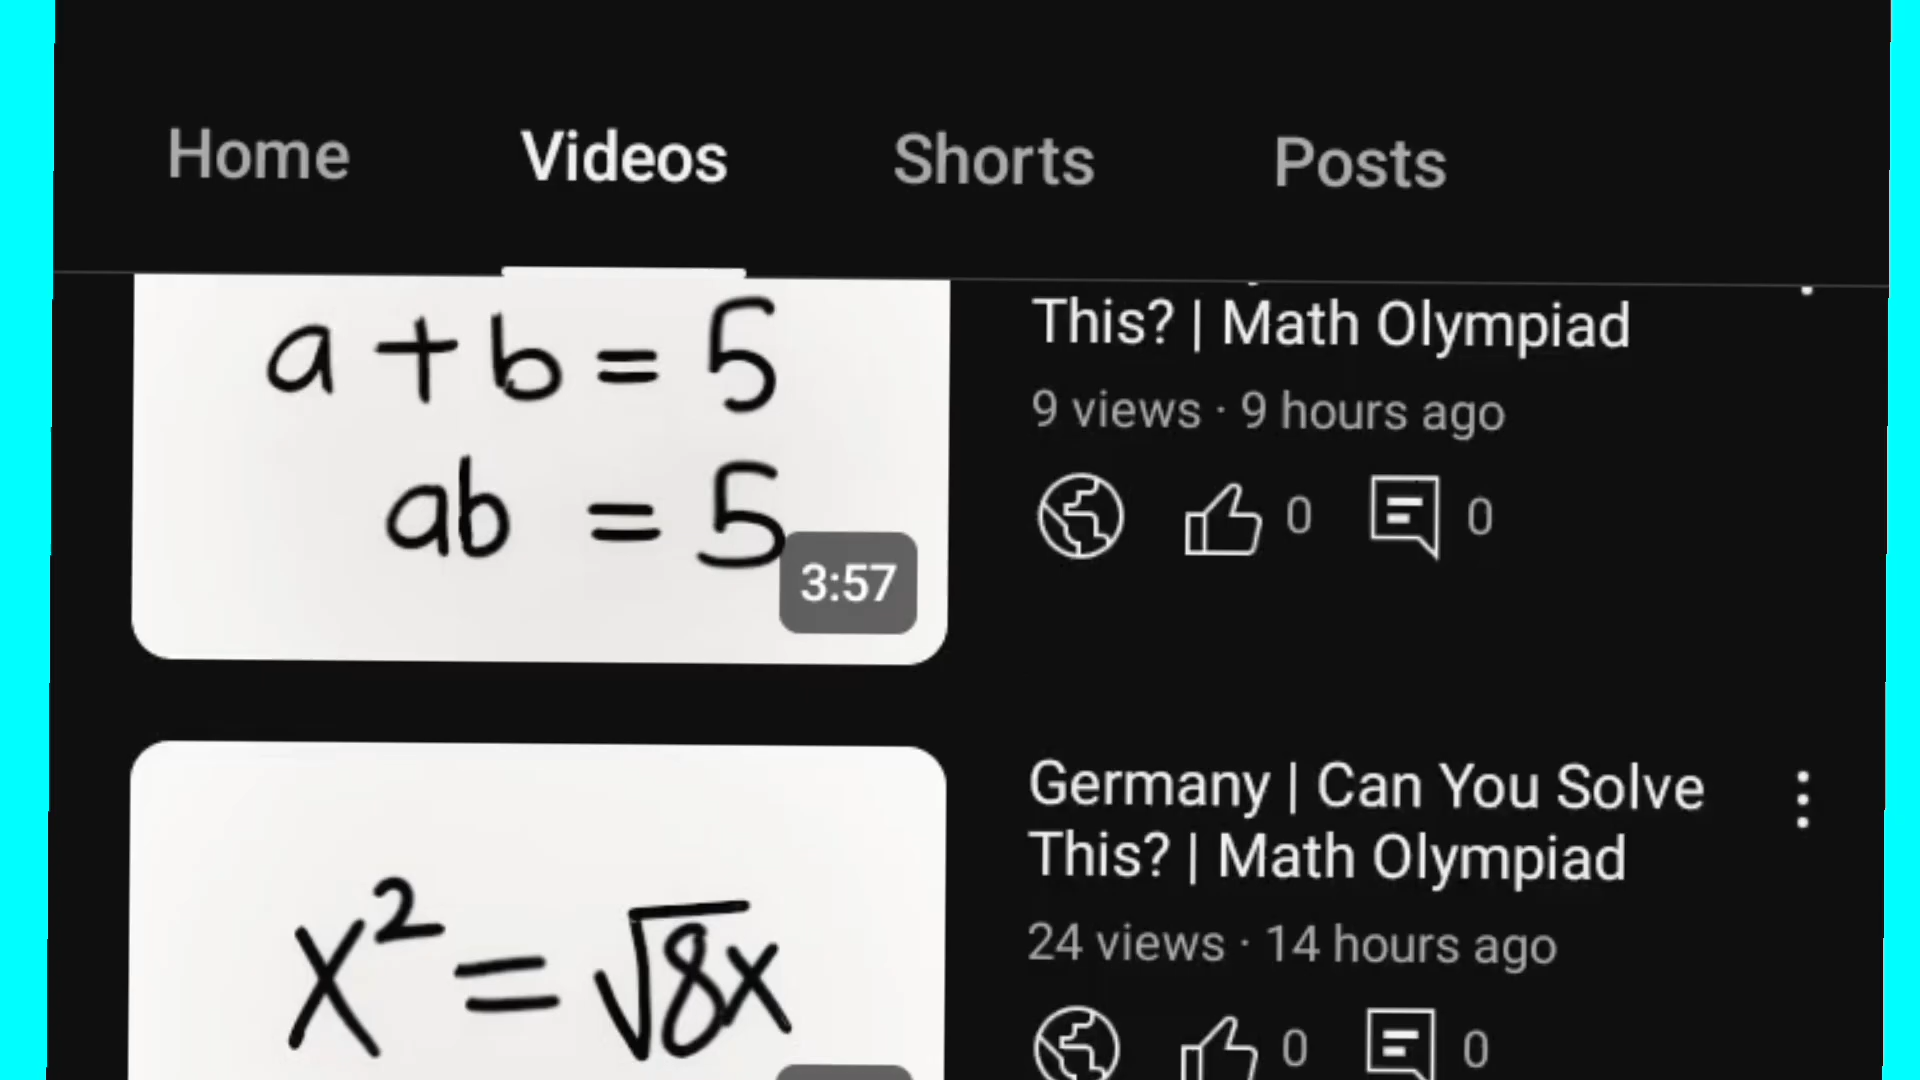 Home Videos Shorts Posts
a + b = 5
ab = 5
3:57
This? | Math Olympiad
9 views · 9 hours ago
0 0
x² = √8x
Germany | Can You Solve
This? | Math Olympiad
24 views · 14 hours ago
0 0